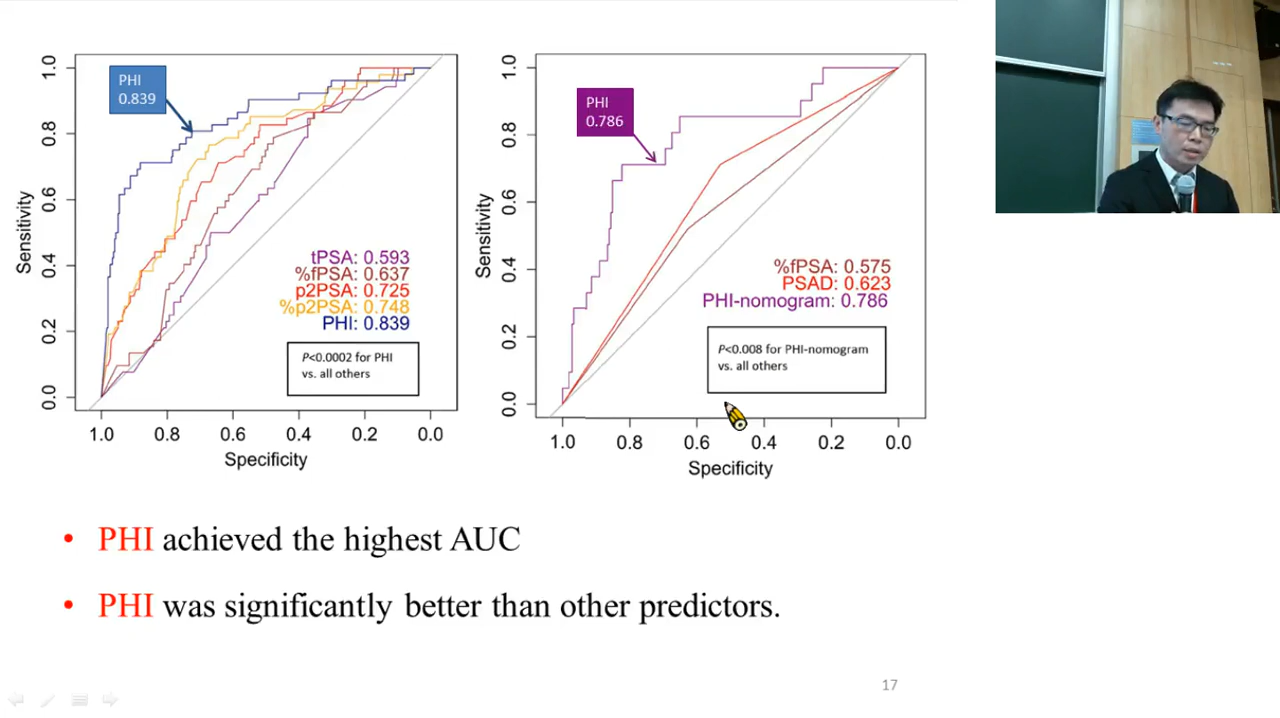 PHI
0.839
1.0
0.8
0.6
0.4
0.2
0.0
Sensitivity
tPSA: 0.593
%fPSA: 0.637
p2PSA: 0.725
%p2PSA: 0.748
PHI: 0.839
P<0.0002 for PHI
vs. all others
1.0 0.8 0.6 0.4 0.2 0.0
Specificity
PHI
0.786
1.0
0.8
0.6
0.4
0.2
0.0
Sensitivity
%fPSA: 0.575
PSAD: 0.623
PHI-nomogram: 0.786
P<0.008 for PHI-nomogram
vs. all others
1.0 0.8 0.6 0.4 0.2 0.0
Specificity
• PHI achieved the highest AUC
• PHI was significantly better than other predictors.
17